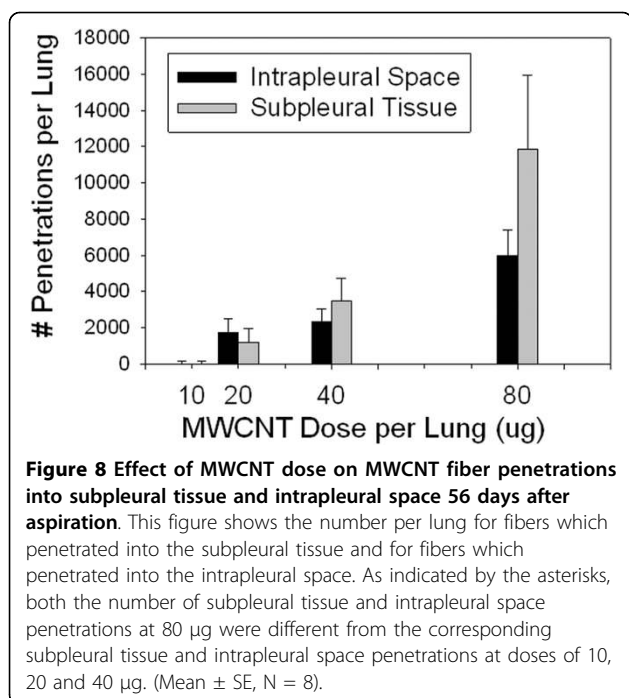 18000
16000
14000
12000
10000
8000
6000
4000
2000
0
# Penetrations per Lung
Intrapleural Space
Subpleural Tissue
10 20 40 80
MWCNT Dose per Lung (ug)
Figure 8 Effect of MWCNT dose on MWCNT fiber penetrations
into subpleural tissue and intrapleural space 56 days after
aspiration. This figure shows the number per lung for fibers which
penetrated into the subpleural tissue and for fibers which
penetrated into the intrapleural space. As indicated by the asterisks,
both the number of subpleural tissue and intrapleural space
penetrations at 80 μg were different from the corresponding
subpleural tissue and intrapleural space penetrations at doses of 10,
20 and 40 μg. (Mean ± SE, N = 8).